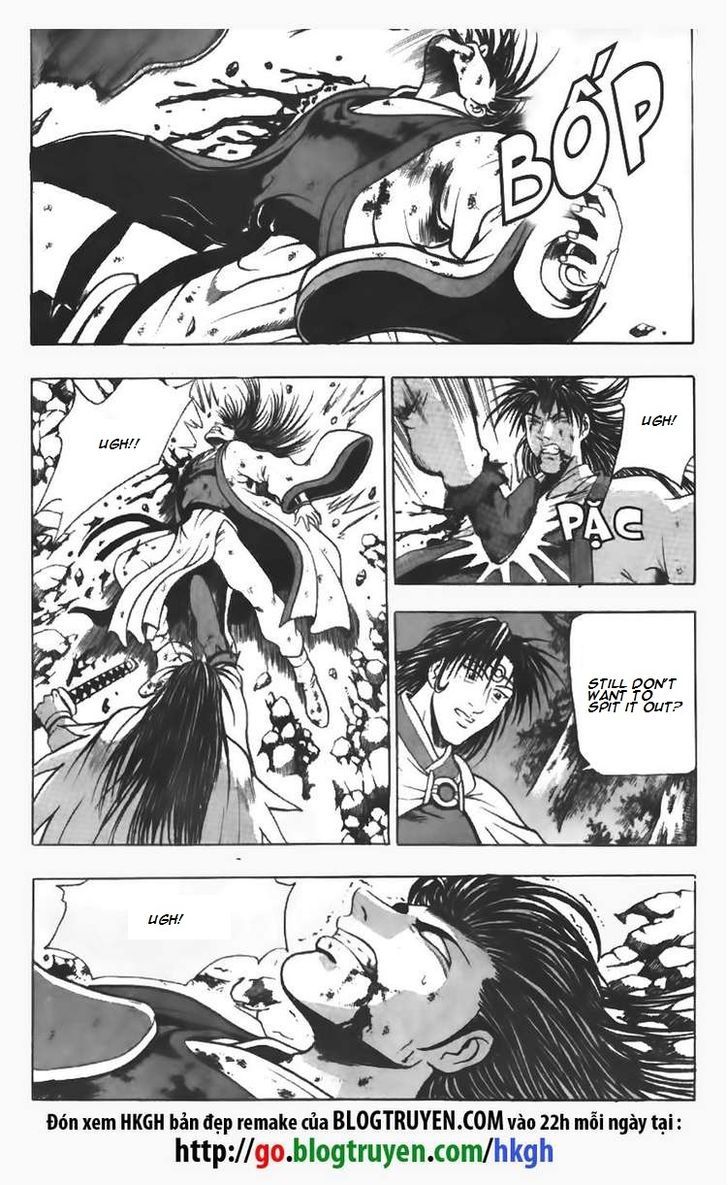 BỐP
UGH!!
UGH!
PẶC
STILL DON'T
WANT TO
SPIT IT OUT?
UGH!
Đón xem HKGH bản đẹp remake của BLOGTRUYEN.COM vào 22h mỗi ngày tại :
http://go.blogtruyen.com/hkgh